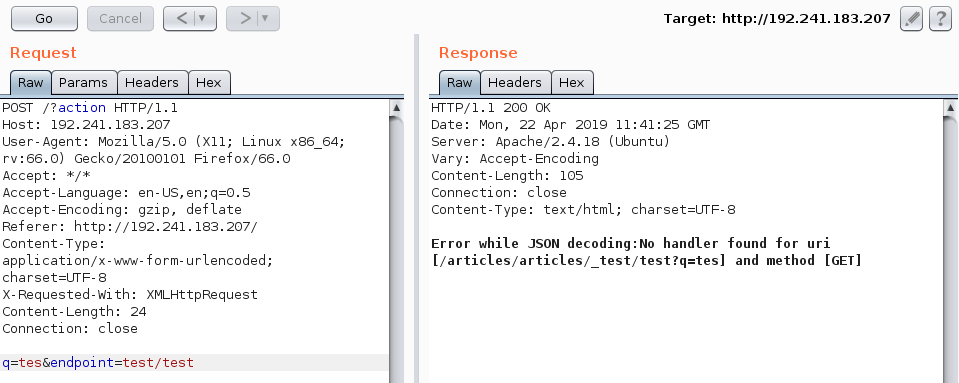 Go Cancel < | ▼ > | ▼ Target: http://192.241.183.207 ?
Request
Raw Params Headers Hex
POST /?action HTTP/1.1
Host: 192.241.183.207
User-Agent: Mozilla/5.0 (X11; Linux x86_64;
rv:66.0) Gecko/20100101 Firefox/66.0
Accept: */*
Accept-Language: en-US,en;q=0.5
Accept-Encoding: gzip, deflate
Referer: http://192.241.183.207/
Content-Type:
application/x-www-form-urlencoded;
charset=UTF-8
X-Requested-With: XMLHttpRequest
Content-Length: 24
Connection: close
q=tes&endpoint=test/test
Response
Raw Headers Hex
HTTP/1.1 200 OK
Date: Mon, 22 Apr 2019 11:41:25 GMT
Server: Apache/2.4.18 (Ubuntu)
Vary: Accept-Encoding
Content-Length: 105
Connection: close
Content-Type: text/html; charset=UTF-8
Error while JSON decoding:No handler found for uri
[/articles/articles/_test/test?q=tes] and method [GET]